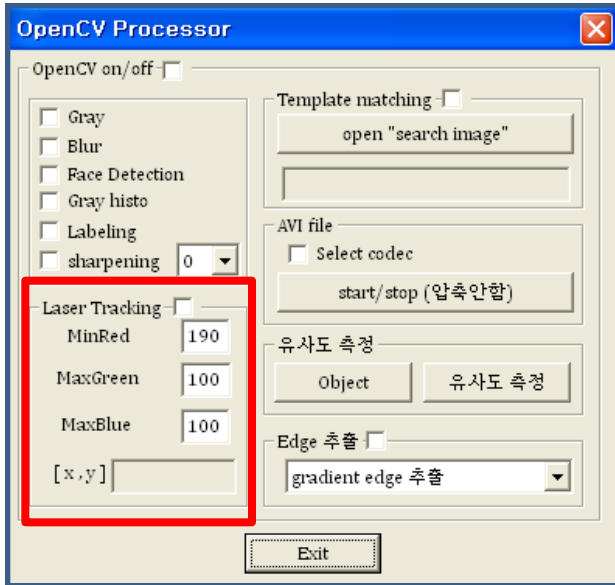 OpenCV Processor
OpenCV on/off
Gray
Blur
Face Detection
Gray histo
Labeling
sharpening 0
Laser Tracking
MinRed 190
MaxGreen 100
MaxBlue 100
[x,y]
Template matching
open "search image"
AVI file
Select codec
start/stop (압축안함)
유사도 측정
Object 유사도 측정
Edge 추출
gradient edge 추출
Exit